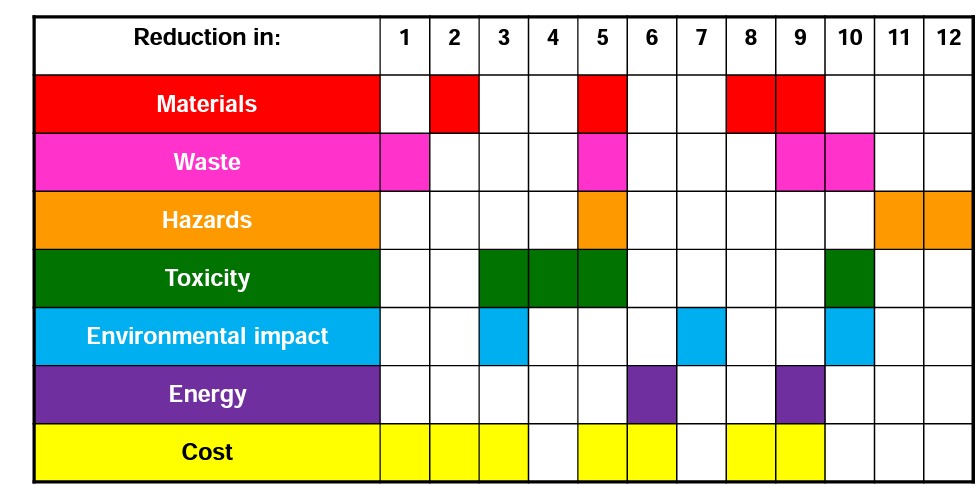 Reduction in: 1 2 3 4 5 6 7 8 9 10 11 12
Materials
Waste
Hazards
Toxicity
Environmental impact
Energy
Cost